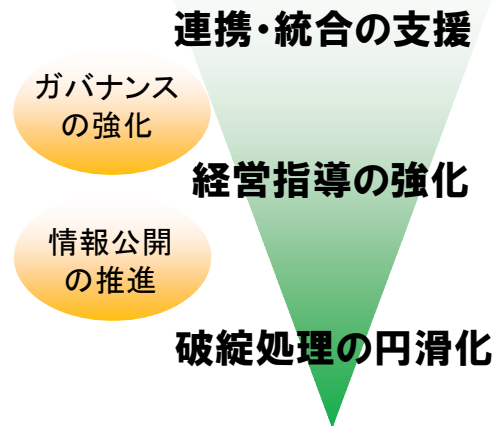 連携・統合の支援
ガバナンス
の強化
経営指導の強化
情報公開
の推進
破綻処理の円滑化